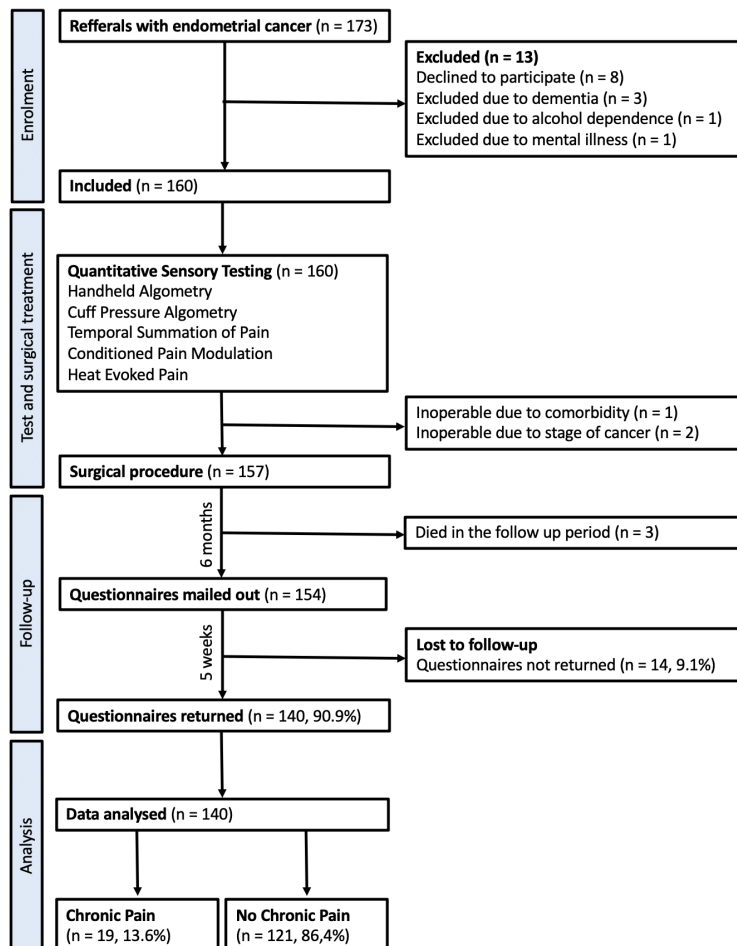 Enrolment
Refferals with endometrial cancer (n = 173)
Excluded (n = 13)
Declined to participate (n = 8)
Excluded due to dementia (n = 3)
Excluded due to alcohol dependence (n = 1)
Excluded due to mental illness (n = 1)
Included (n = 160)
Test and surgical treatment
Quantitative Sensory Testing (n = 160)
Handheld Algometry
Cuff Pressure Algometry
Temporal Summation of Pain
Conditioned Pain Modulation
Heat Evoked Pain
Inoperable due to comorbidity (n = 1)
Inoperable due to stage of cancer (n = 2)
Surgical procedure (n = 157)
Follow-up
6 months
Died in the follow up period (n = 3)
Questionnaires mailed out (n = 154)
5 weeks
Lost to follow-up
Questionnaires not returned (n = 14, 9.1%)
Questionnaires returned (n = 140, 90.9%)
Analysis
Data analysed (n = 140)
Chronic Pain
(n = 19, 13.6%)
No Chronic Pain
(n = 121, 86,4%)